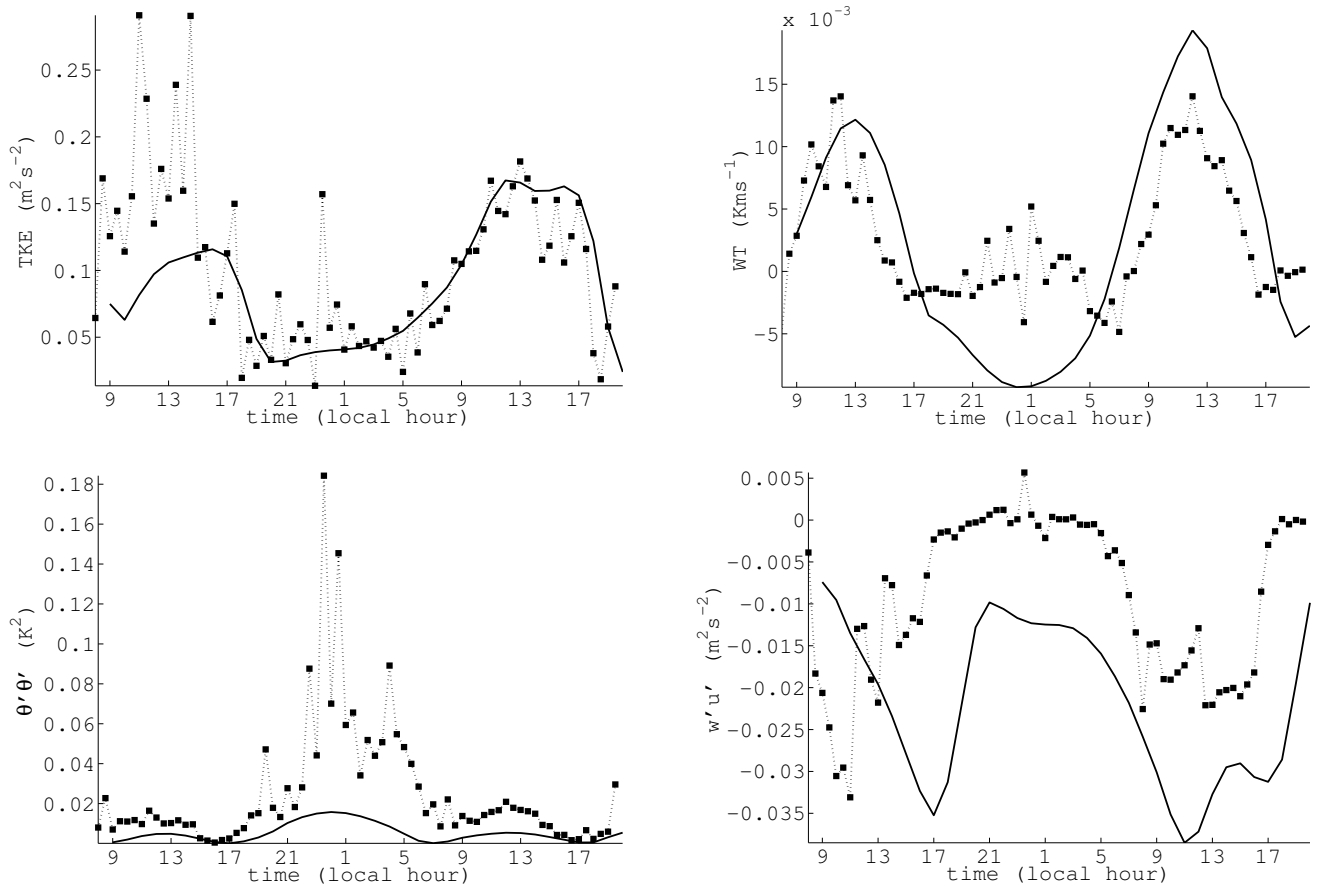 0.25
0.2
0.15
0.1
0.05
TKE (m²s⁻²)
9 13 17 21 1 5 9 13 17
time (local hour)
x 10⁻³
15
10
5
0
−5
WT (Kms⁻¹)
9 13 17 21 1 5 9 13 17
time (local hour)
0.18
0.16
0.14
0.12
0.1
0.08
0.06
0.04
0.02
θ′θ′ (K²)
9 13 17 21 1 5 9 13 17
time (local hour)
0.005
0
−0.005
−0.01
−0.015
−0.02
−0.025
−0.03
−0.035
w′u′ (m²s⁻²)
9 13 17 21 1 5 9 13 17
time (local hour)